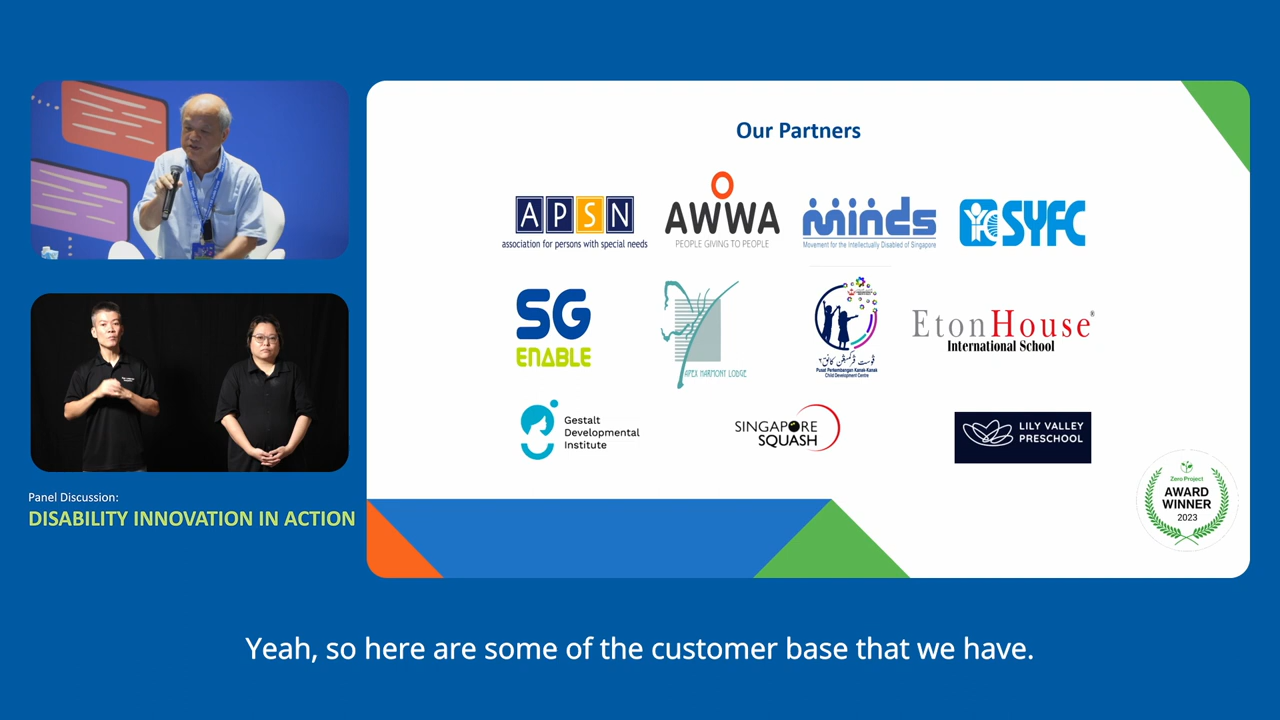 Our Partners
APSN
association for persons with special needs
AWWA
PEOPLE GIVING TO PEOPLE
minds
Movement for the Intellectually Disabled of Singapore
SYFC
SG
ENABLE
APEX HARMONY LODGE
Pusat Perkembangan Kanak-Kanak
Child Development Centre
EtonHouse®
International School
Gestalt
Developmental
Institute
SINGAPORE
SQUASH
LILY VALLEY
PRESCHOOL
Zero Project
AWARD
WINNER
2023
Panel Discussion:
DISABILITY INNOVATION IN ACTION
Yeah, so here are some of the customer base that we have.